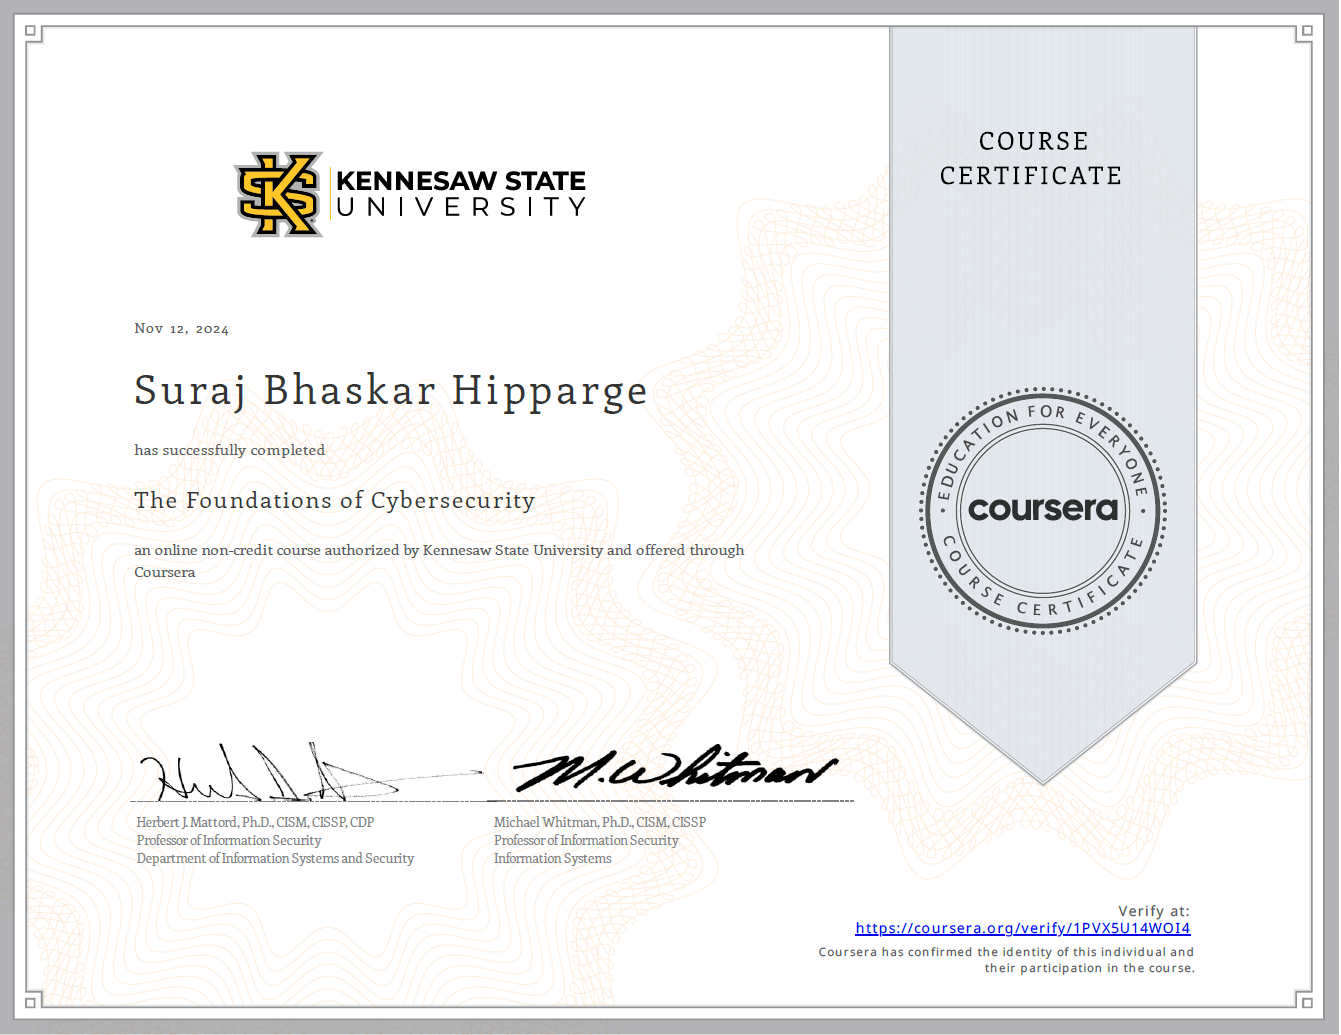 KENNESAW STATE
UNIVERSITY
COURSE
CERTIFICATE
Nov 12, 2024
Suraj Bhaskar Hipparge
has successfully completed
The Foundations of Cybersecurity
an online non-credit course authorized by Kennesaw State University and offered through
Coursera
EDUCATION FOR EVERYONE
coursera
COURSE CERTIFICATE
M. Whitman
Herbert J. Mattord, Ph.D., CISM, CISSP, CDP
Professor of Information Security
Department of Information Systems and Security
Michael Whitman, Ph.D., CISM, CISSP
Professor of Information Security
Information Systems
Verify at:
https://coursera.org/verify/1PVX5U14WOI4
Coursera has confirmed the identity of this individual and
their participation in the course.